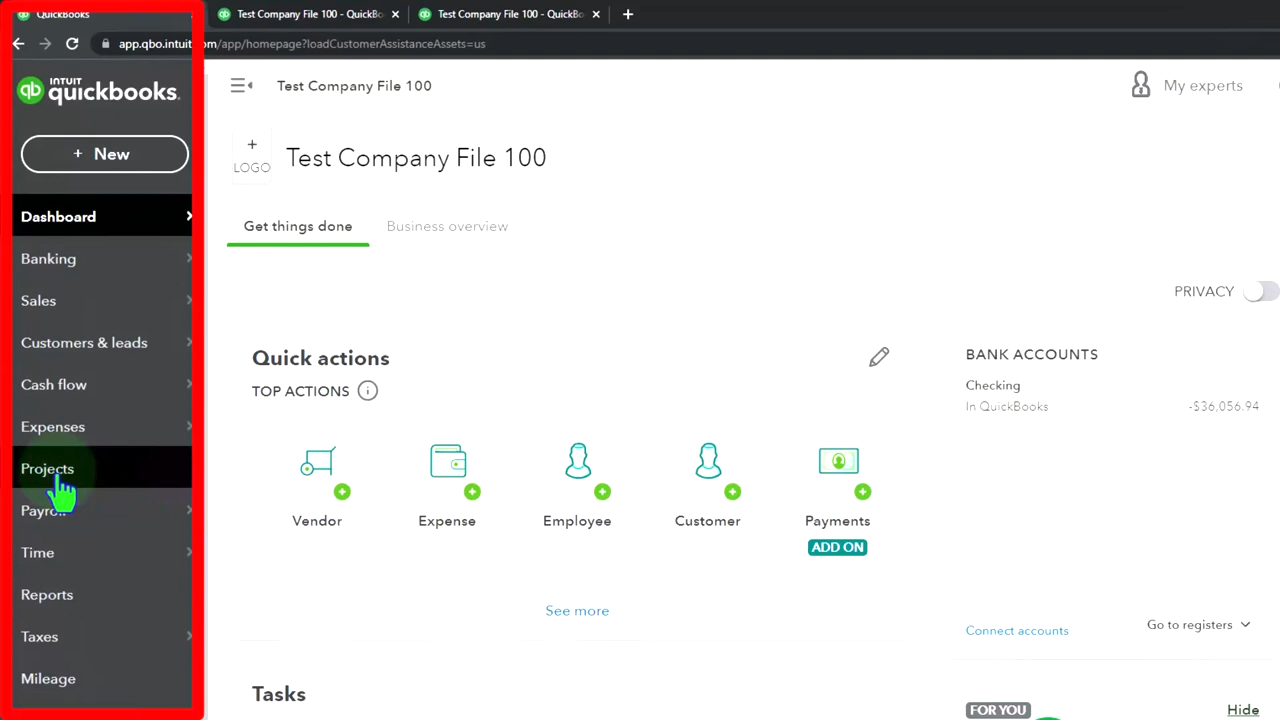 QuickBooks
Test Company File 100 - QuickBo
Test Company File 100 - QuickBo
app.qbo.intuit.com/app/homepage?loadCustomerAssistanceAssets=us
INTUIT
quickbooks.
+ New
Dashboard
Banking
Sales
Customers & leads
Cash flow
Expenses
Projects
Payroll
Time
Reports
Taxes
Mileage
Test Company File 100
My experts
+
LOGO
Test Company File 100
Get things done
Business overview
PRIVACY
Quick actions
TOP ACTIONS
Vendor
Expense
Employee
Customer
Payments
ADD ON
See more
BANK ACCOUNTS
Checking
In QuickBooks
-$36,056.94
Connect accounts
Go to registers
Tasks
FOR YOU
Hide